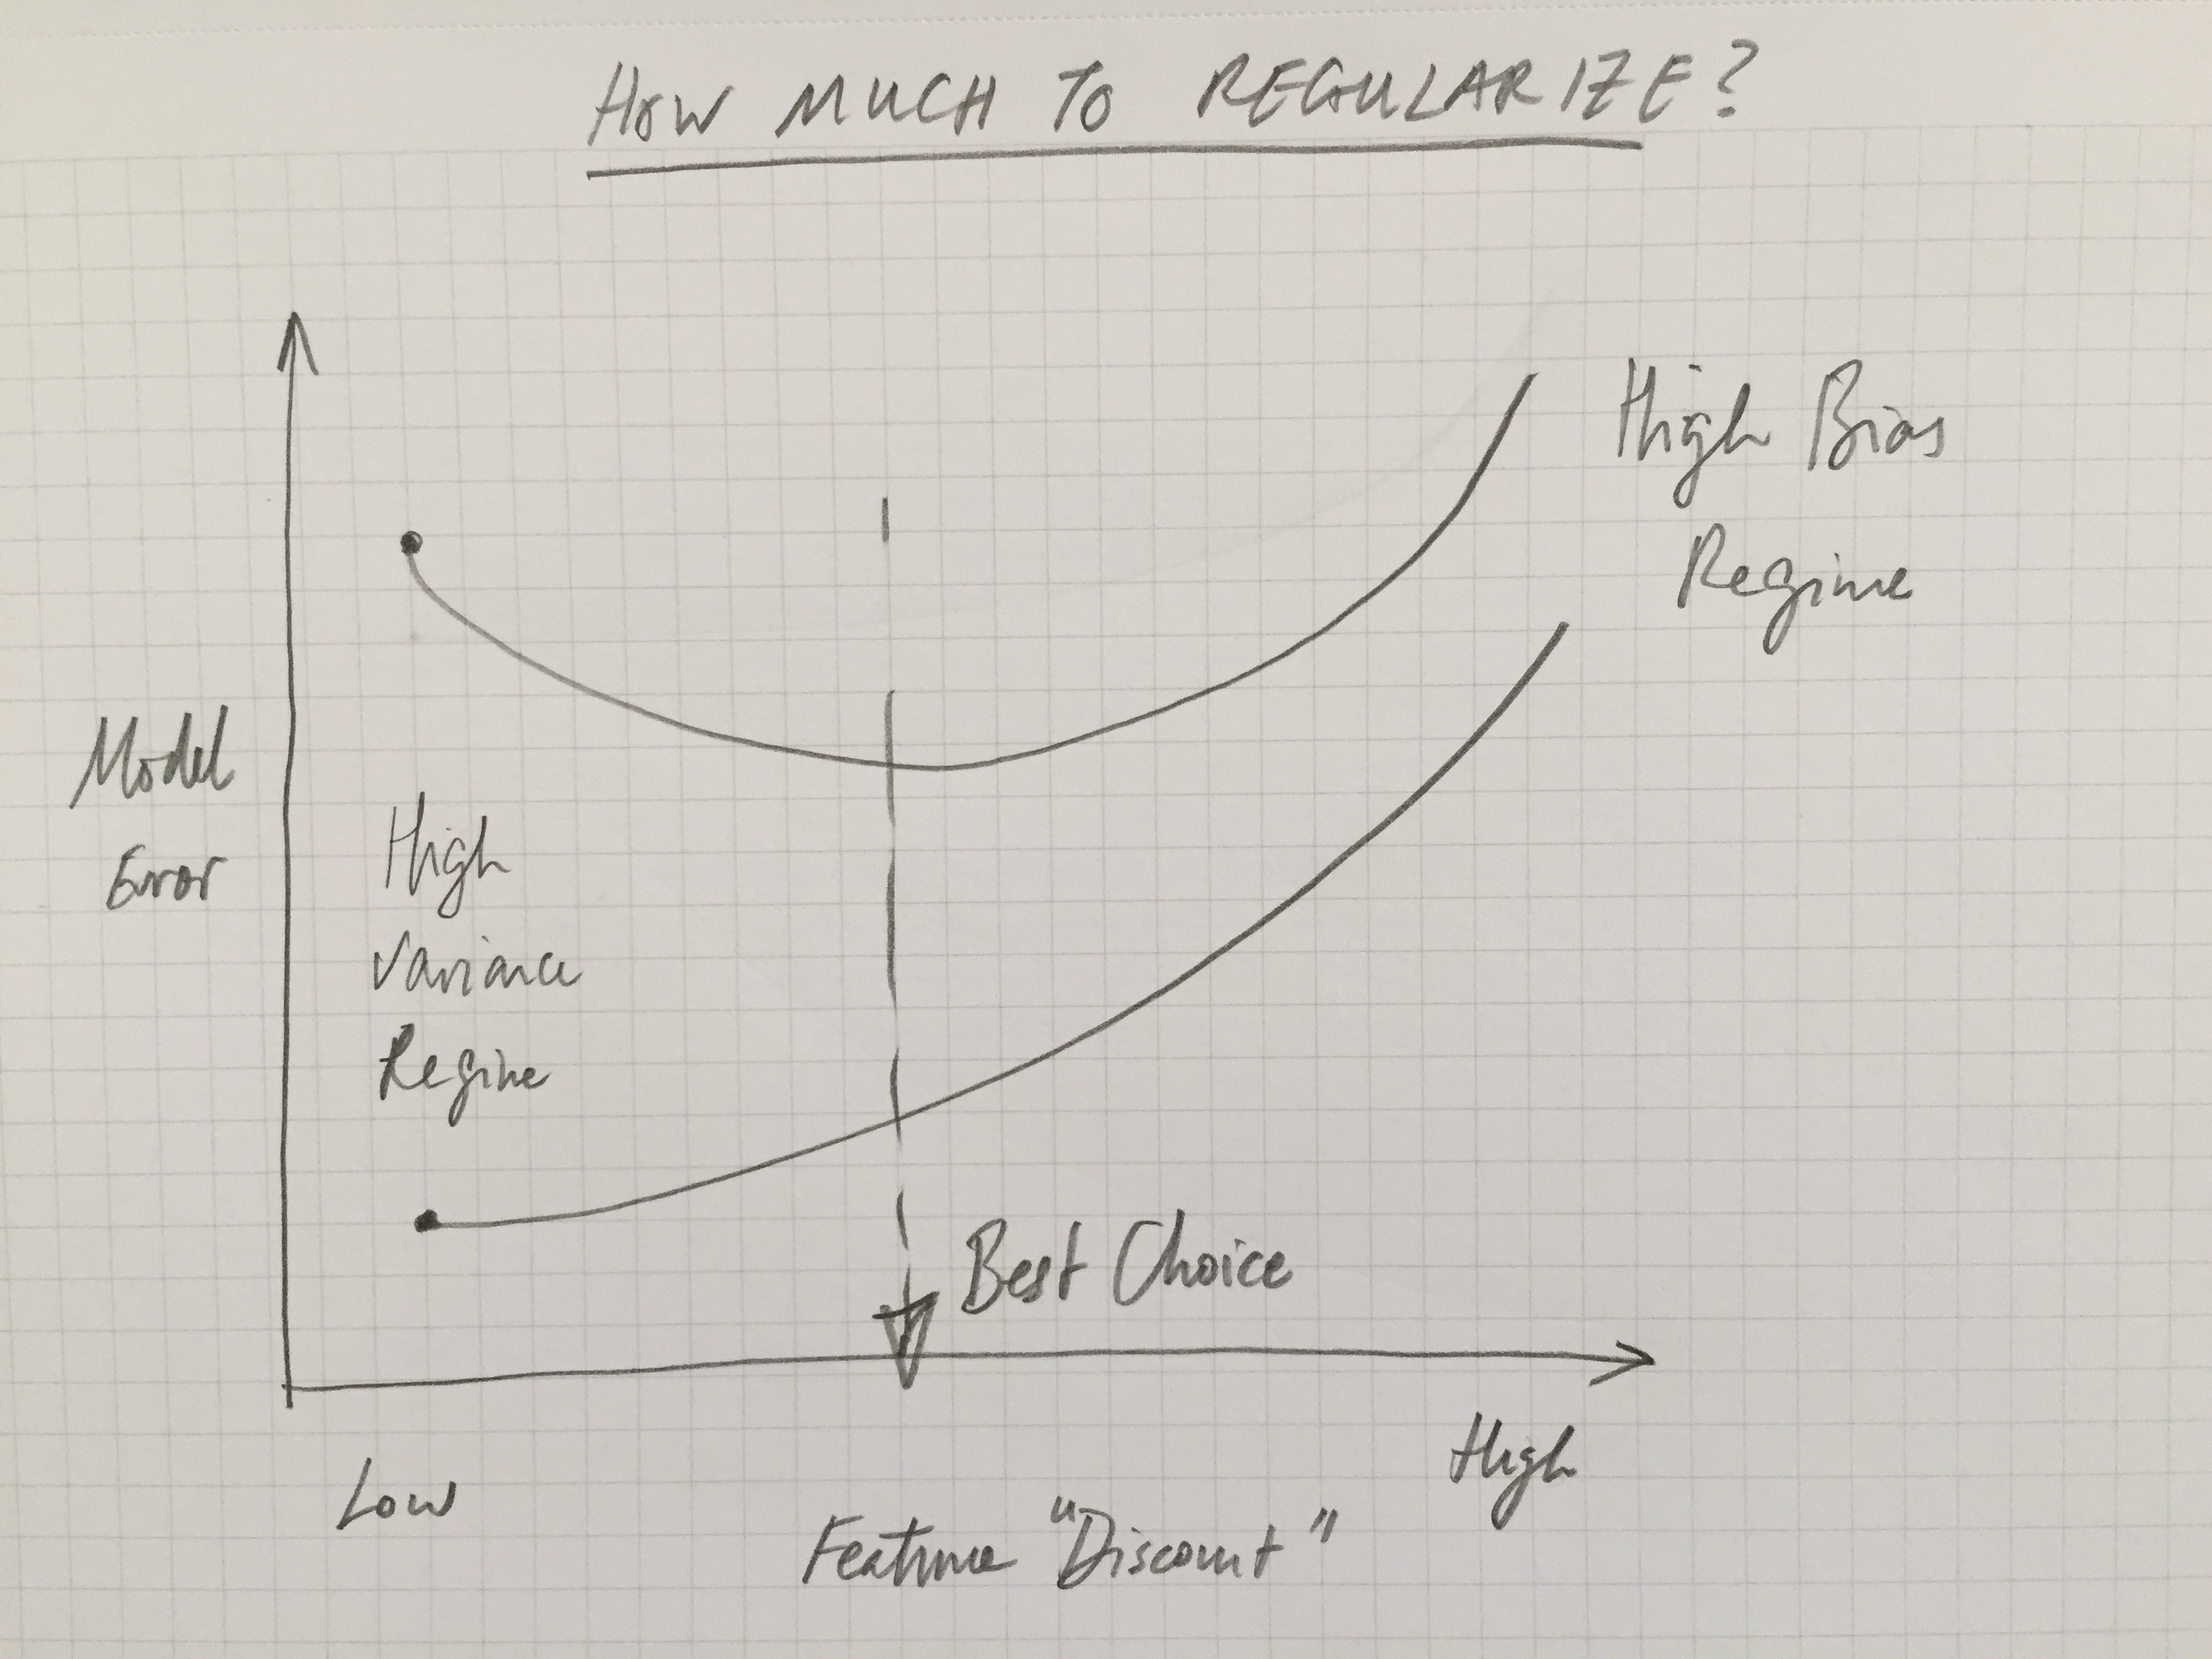 HOW MUCH TO REGULARIZE?
Model
Error
High
Variance
Regime
High Bias
Regime
Best Choice
Low
High
Feature "Discount"